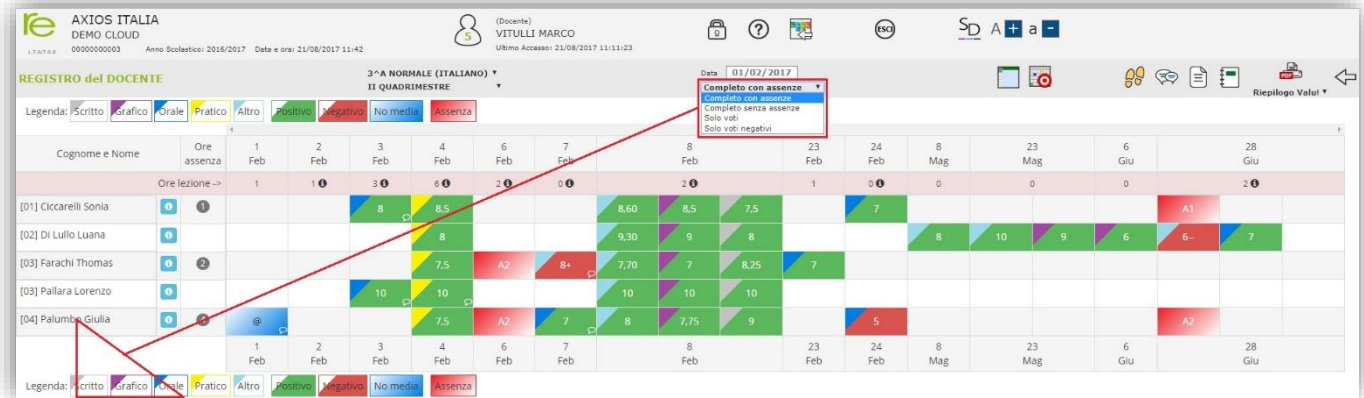 re AXIOS ITALIA
DEMO CLOUD
1.7.0/7.0.0 00000000003 Anno Scolastico: 2016/2017 Data e ora: 21/08/2017 11:42
5 (Docente)
VITULLI MARCO
Ultimo Accesso: 21/08/2017 11:11:23
? ESCI SD A + a -
REGISTRO del DOCENTE
3^A NORMALE (ITALIANO) ▼
II QUADRIMESTRE ▼
Data 01/02/2017
Completo con assenze ▼
Completo con assenze
Completo senza assenze
Solo voti
Solo voti negativi
PDF
Riepilogo Valut ▼
Legenda: Scritto Grafico Orale Pratico Altro Positivo Negativo No media Assenza
Cognome e Nome Ore assenza 1 Feb 2 Feb 3 Feb 4 Feb 6 Feb 7 Feb 8 Feb 23 Feb 24 Feb 8 Mag 23 Mag 6 Giu 28 Giu
Ore lezione -> 1 1 3 6 2 0 2 1 0 0 0 0 2
[01] Ciccarelli Sonia 1 8 8,5 8,60 8,5 7,5 7 A1
[02] Di Lullo Luana 8 9,30 9 8 8 10 9 6 6-- 7
[03] Farachi Thomas 2 7,5 A2 8+ 7,70 7 8,25 7
[03] Pallara Lorenzo 10 10 10 10 10
[04] Palumbo Giulia @ 7,5 A2 7 8 7,75 9 5 A2
1 Feb 2 Feb 3 Feb 4 Feb 6 Feb 7 Feb 8 Feb 23 Feb 24 Feb 8 Mag 23 Mag 6 Giu 28 Giu
Legenda: Scritto Grafico Orale Pratico Altro Positivo Negativo No media Assenza